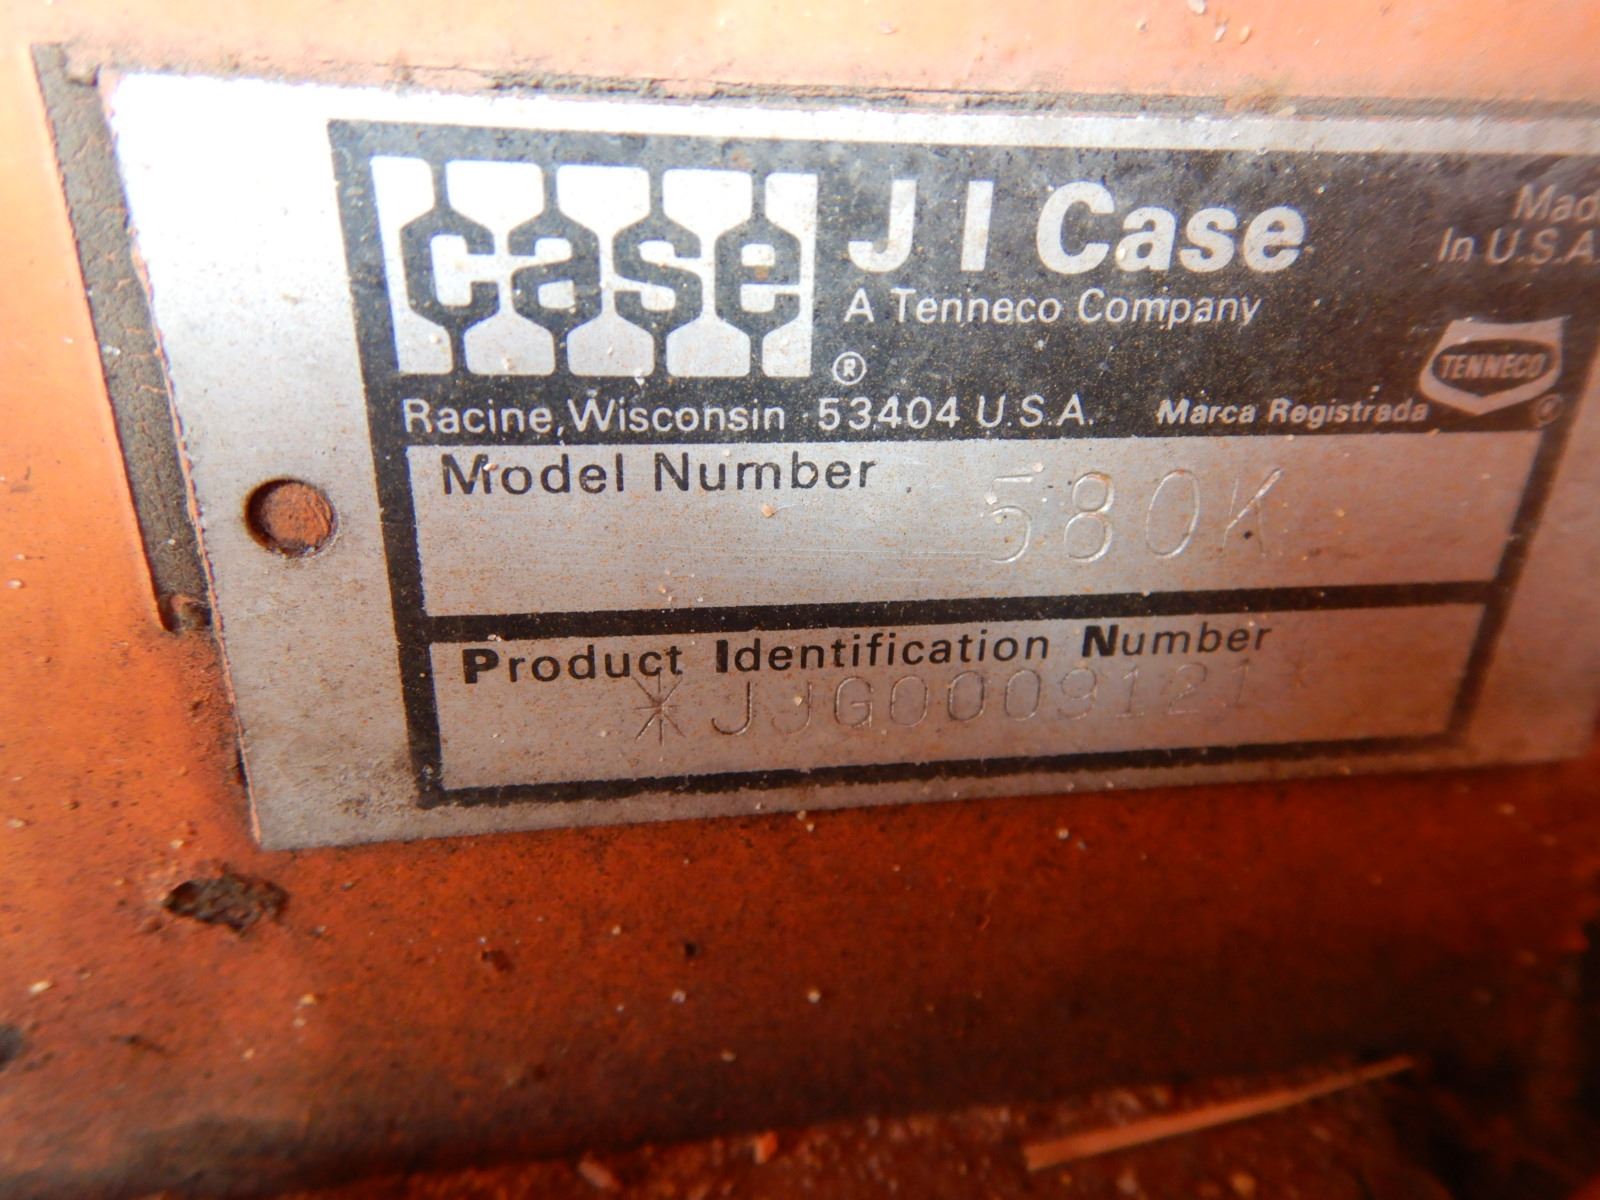 case
J I Case
Made
In U.S.A.
A Tenneco Company
®
TENNECO
Racine, Wisconsin 53404 U.S.A. Marca Registrada
Model Number 580K
Product Identification Number
*JJG0009121*